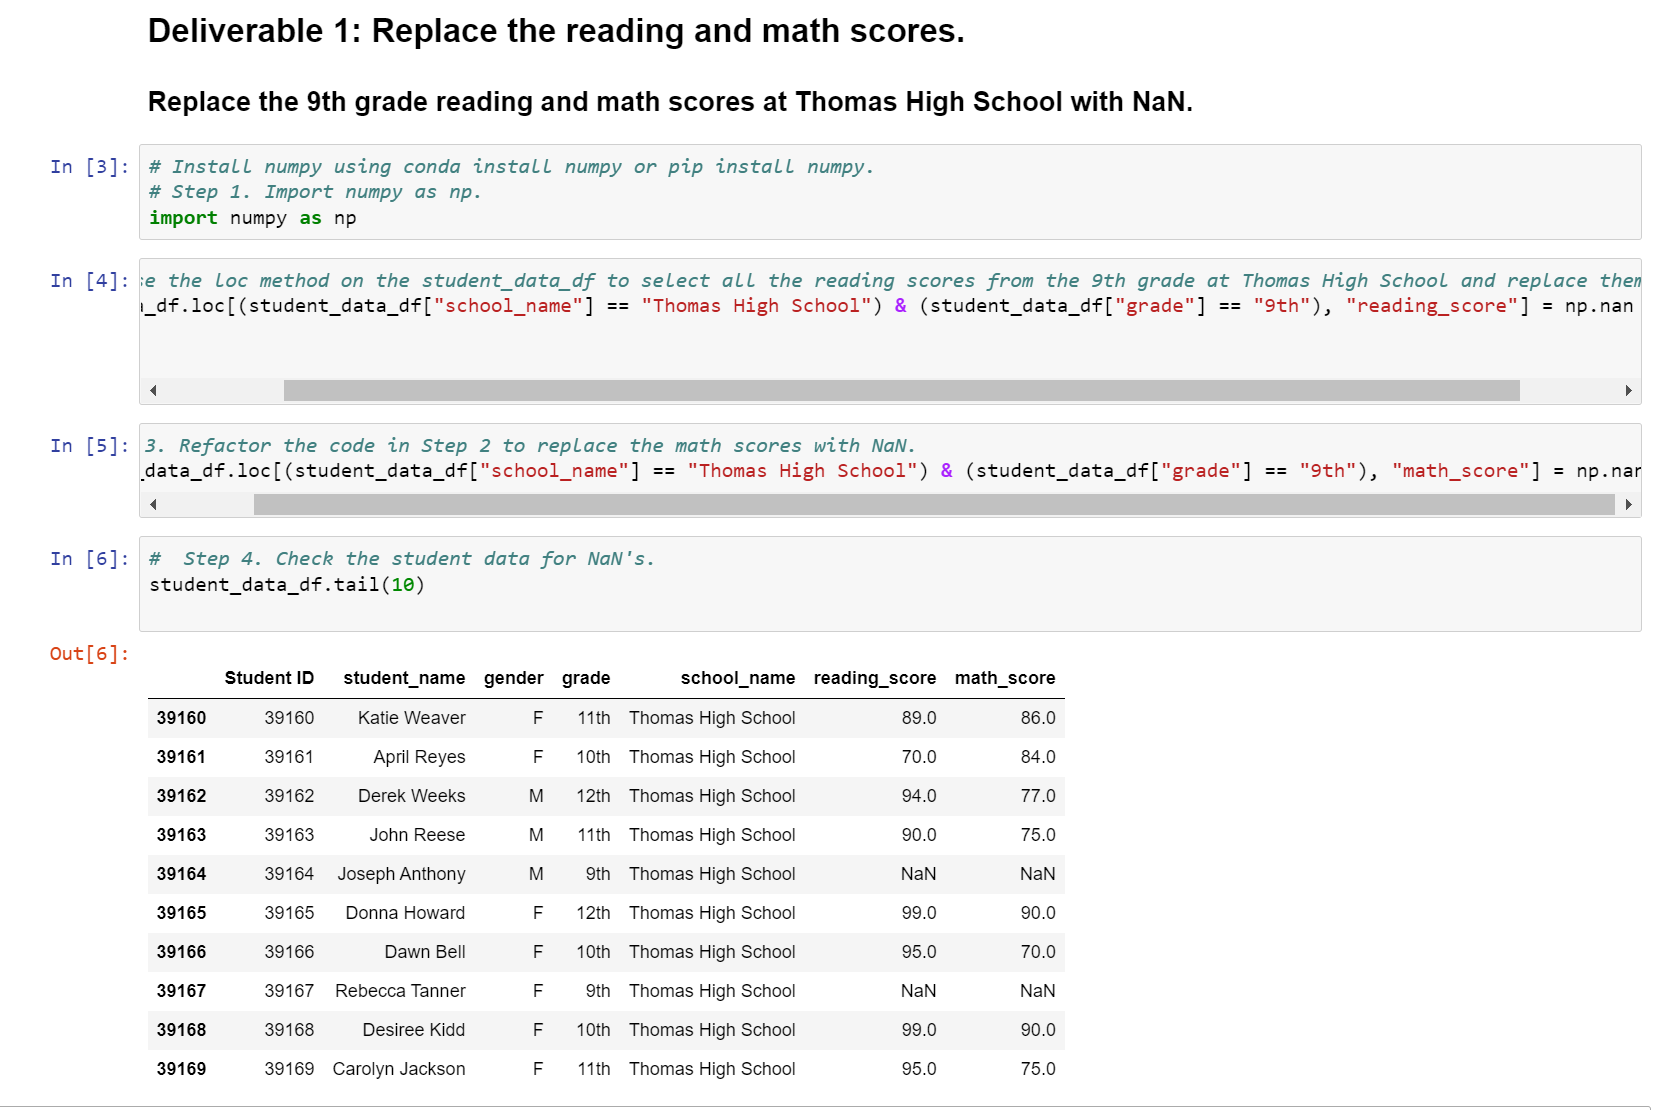 Deliverable 1: Replace the reading and math scores.
Replace the 9th grade reading and math scores at Thomas High School with NaN.
In [3]: # Install numpy using conda install numpy or pip install numpy.
# Step 1. Import numpy as np.
import numpy as np
In [4]: se the loc method on the student_data_df to select all the reading scores from the 9th grade at Thomas High School and replace them
_df.loc[(student_data_df["school_name"] == "Thomas High School") & (student_data_df["grade"] == "9th"), "reading_score"] = np.nan
In [5]: 3. Refactor the code in Step 2 to replace the math scores with NaN.
_data_df.loc[(student_data_df["school_name"] == "Thomas High School") & (student_data_df["grade"] == "9th"), "math_score"] = np.nan
In [6]: #  Step 4. Check the student data for NaN's.
student_data_df.tail(10)
Out[6]:
Student ID student_name gender grade school_name reading_score math_score
39160 39160 Katie Weaver F 11th Thomas High School 89.0 86.0
39161 39161 April Reyes F 10th Thomas High School 70.0 84.0
39162 39162 Derek Weeks M 12th Thomas High School 94.0 77.0
39163 39163 John Reese M 11th Thomas High School 90.0 75.0
39164 39164 Joseph Anthony M 9th Thomas High School NaN NaN
39165 39165 Donna Howard F 12th Thomas High School 99.0 90.0
39166 39166 Dawn Bell F 10th Thomas High School 95.0 70.0
39167 39167 Rebecca Tanner F 9th Thomas High School NaN NaN
39168 39168 Desiree Kidd F 10th Thomas High School 99.0 90.0
39169 39169 Carolyn Jackson F 11th Thomas High School 95.0 75.0